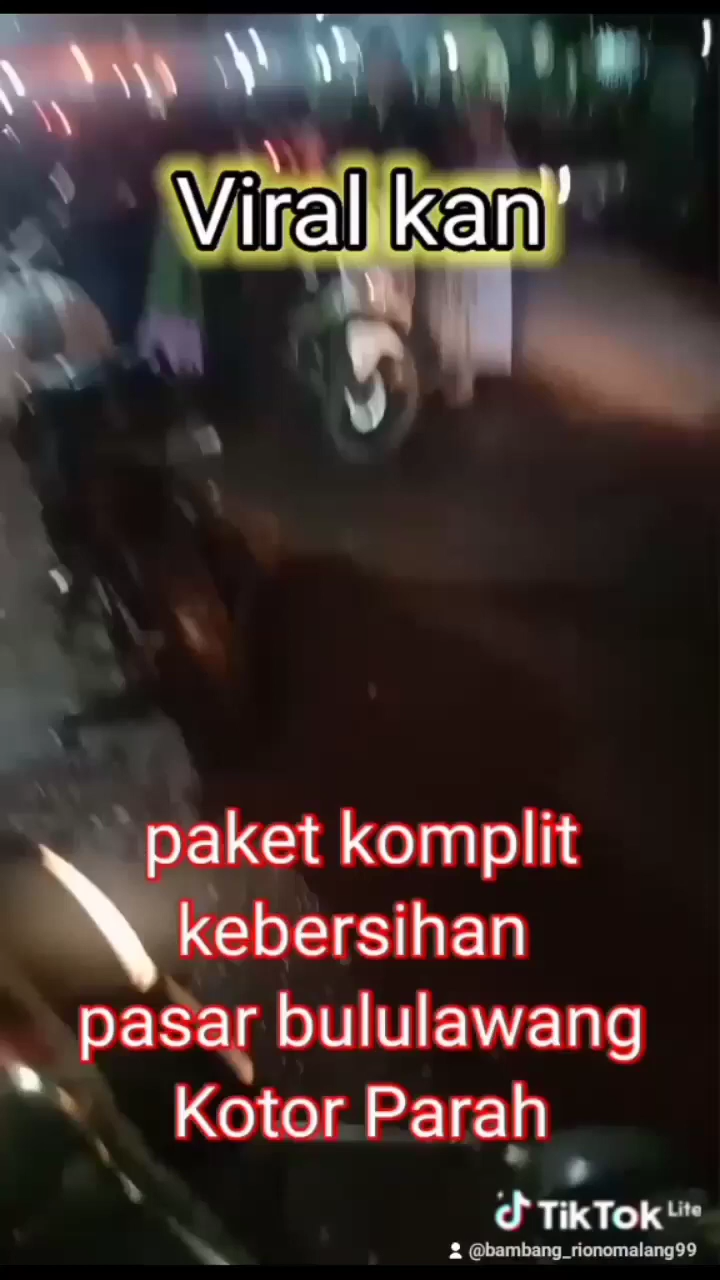 Viral kan
paket komplit
kebersihan
pasar bululawang
Kotor Parah
TikTok Lite
@bambang_rionomalang99